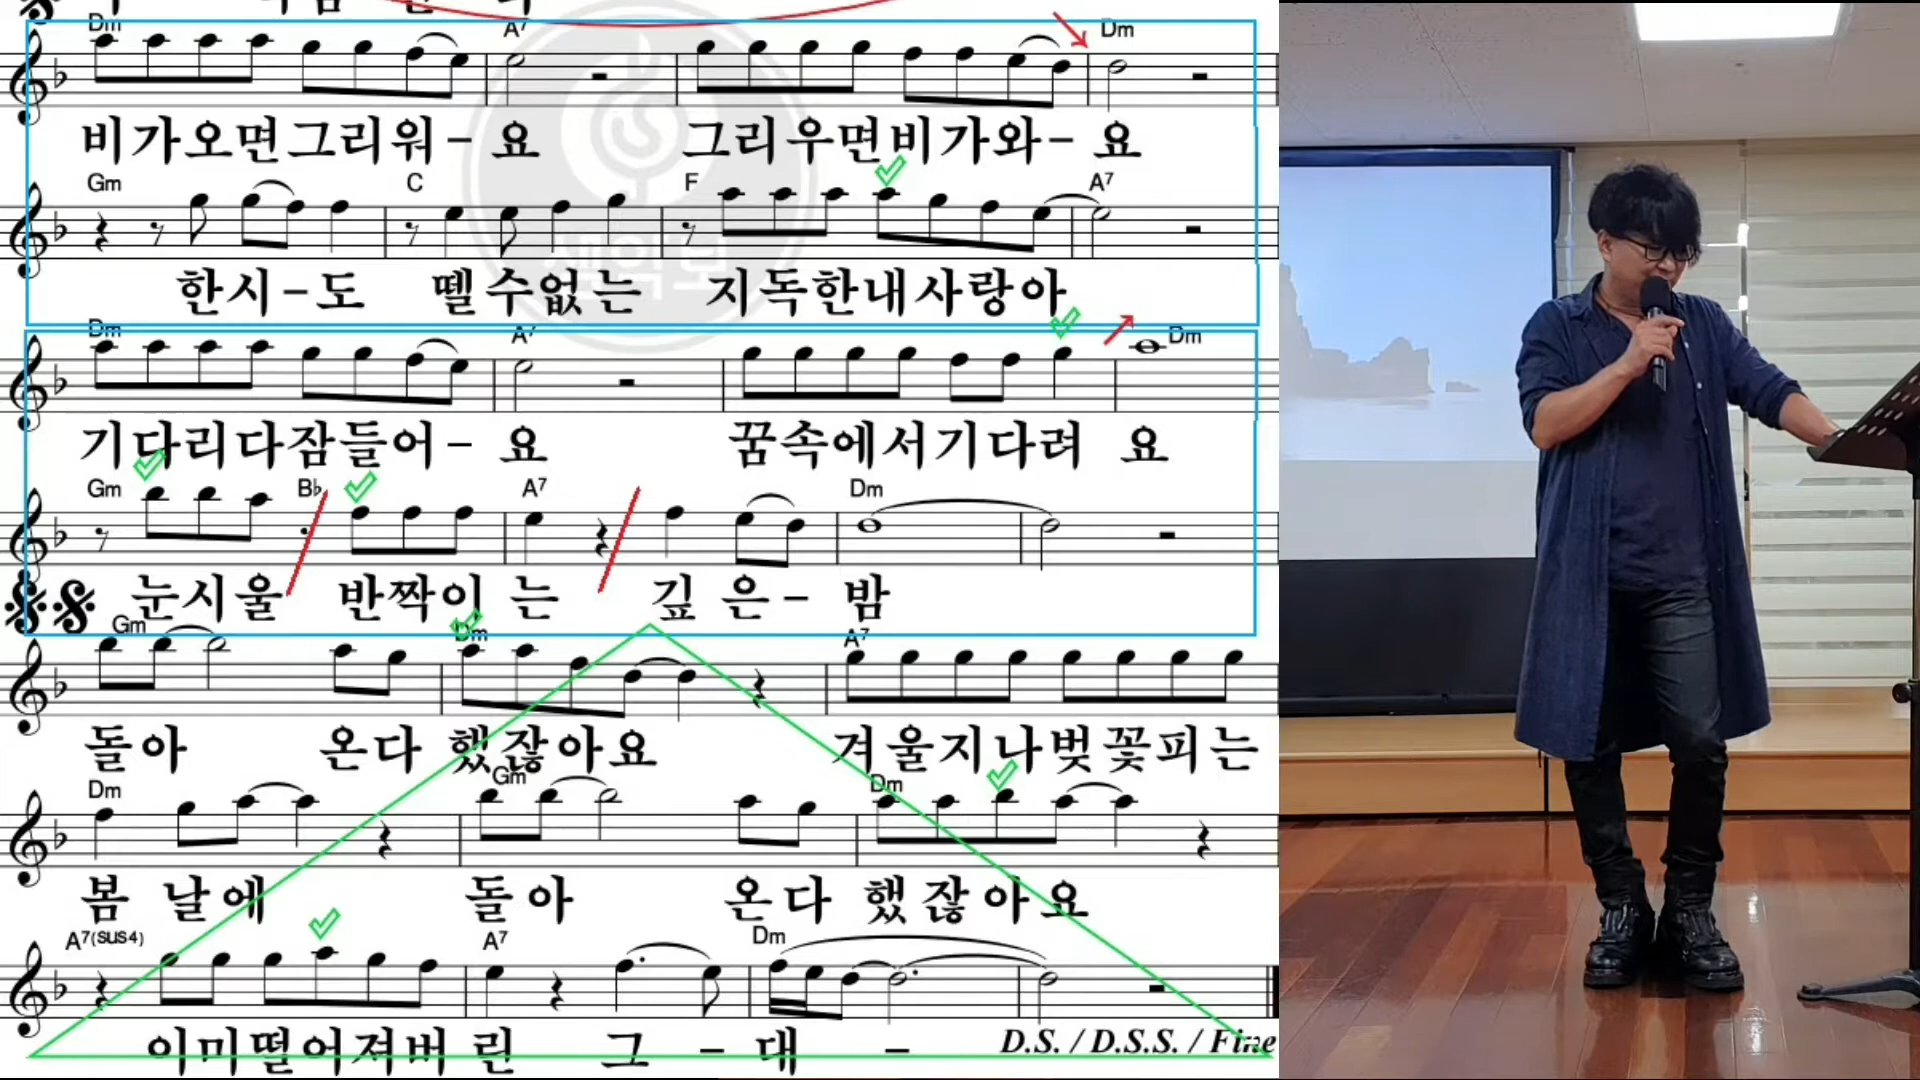 Dm A7 Dm
비가오면그리워-요 그리우면비가와-요
Gm C F A7
한시-도 뗄수없는 지독한내사랑아
Dm A7 Dm
기다리다잠들어-요 꿈속에서기다려 요
Gm B♭ A7 Dm
눈시울 반짝이 는 깊 은- 밤
Gm Dm A7
돌아 온다 했잖아요 겨울지나벚꽃피는
Dm Gm Dm
봄 날에 돌아 온다 했잖아요
A7(sus4) A7 Dm
이미떨어져버 린 그 - 대 -
D.S. / D.S.S. / Fine